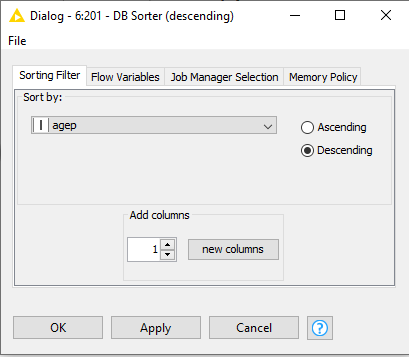 Dialog - 6:201 - DB Sorter (descending)
File
Sorting Filter Flow Variables Job Manager Selection Memory Policy
Sort by:
I agep
Ascending
Descending
Add columns
1 new columns
OK Apply Cancel ?